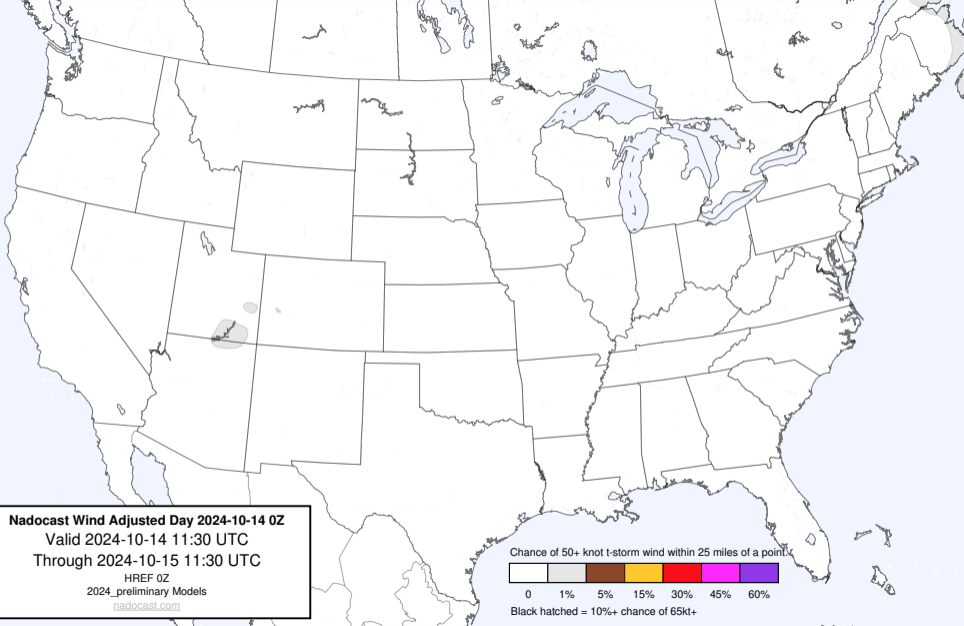 Nadocast Wind Adjusted Day 2024-10-14 0Z
Valid 2024-10-14 11:30 UTC
Through 2024-10-15 11:30 UTC
HREF 0Z
2024_preliminary Models
nadocast.com
Chance of 50+ knot t-storm wind within 25 miles of a point.
0 1% 5% 15% 30% 45% 60%
Black hatched = 10%+ chance of 65kt+